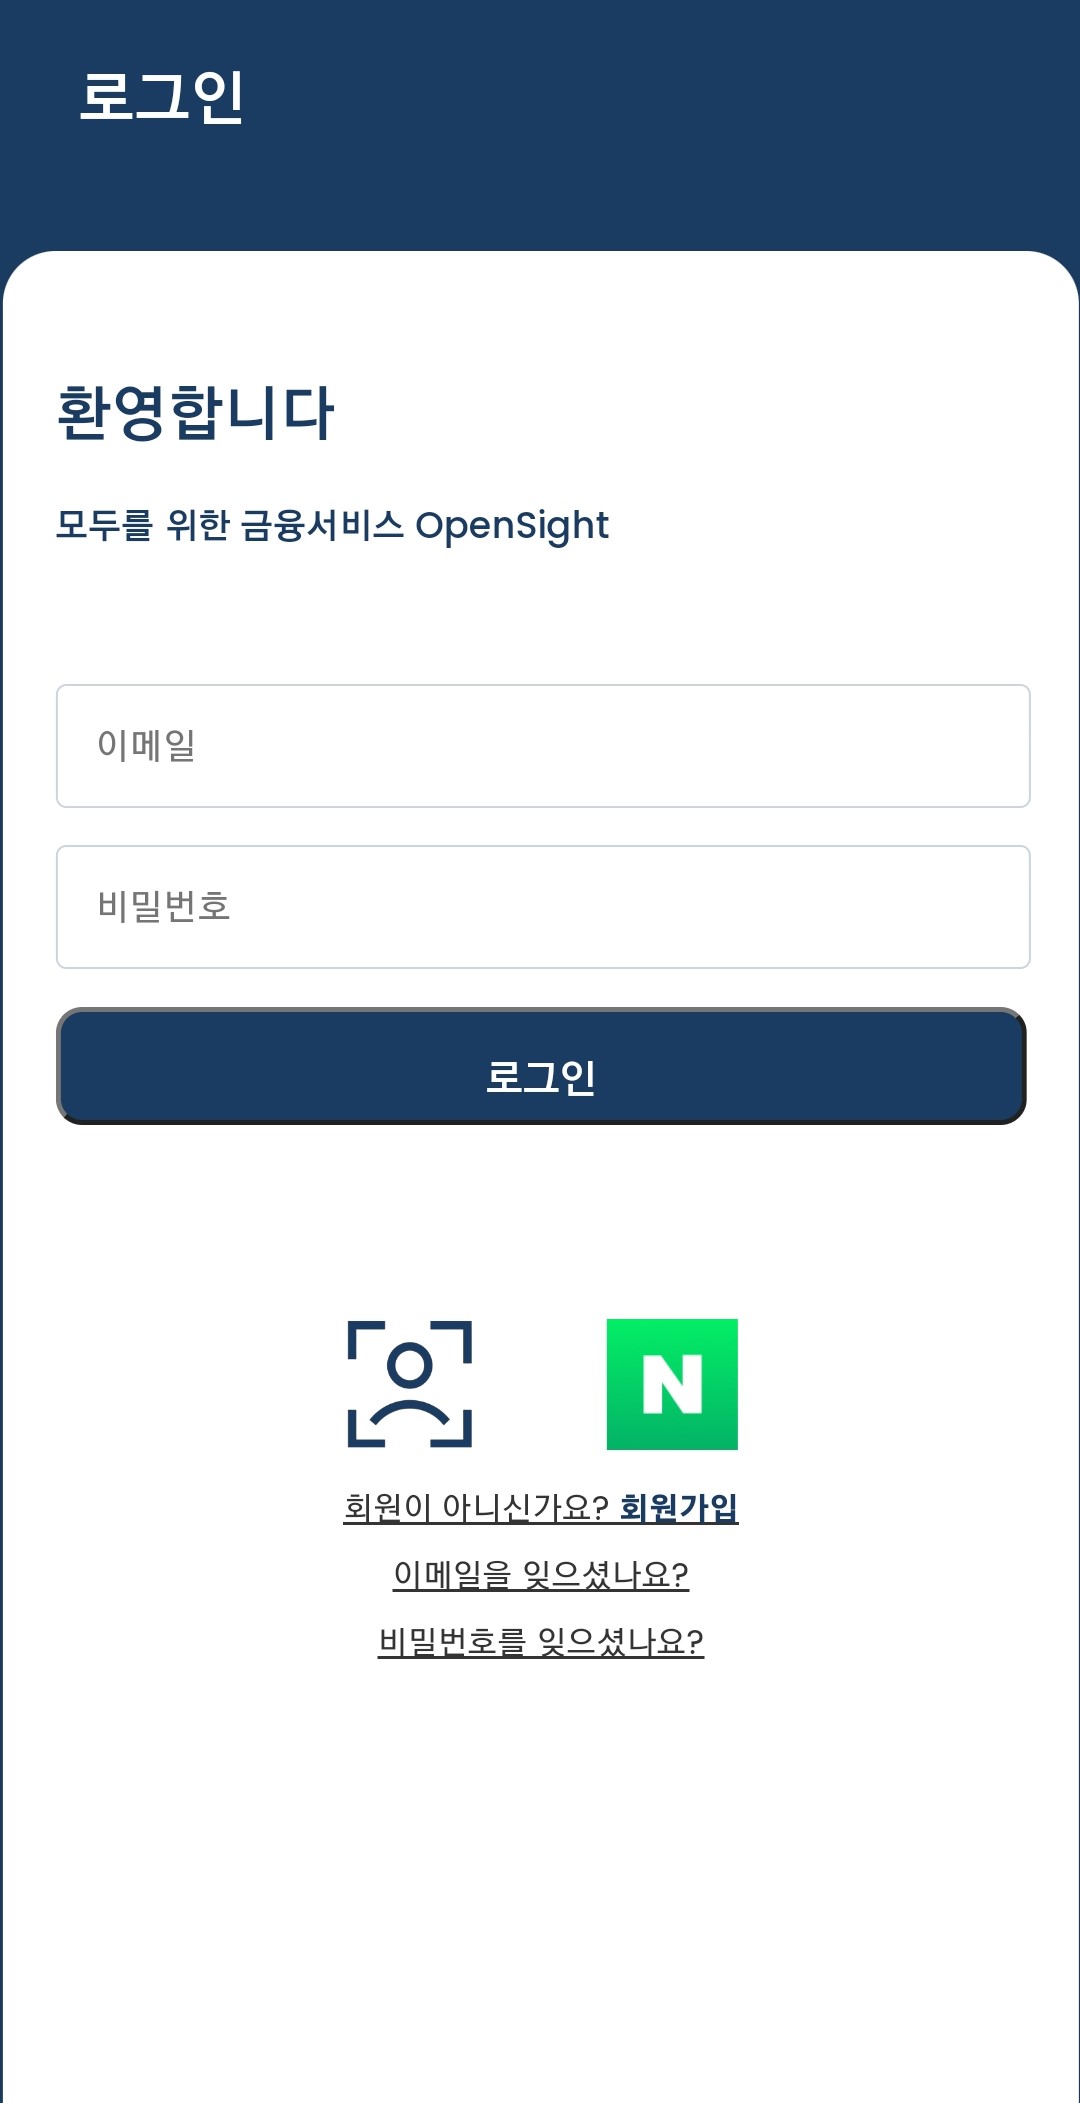 로그인
환영합니다
모두를 위한 금융서비스 OpenSight
이메일
비밀번호
로그인
N
회원이 아니신가요? 회원가입
이메일을 잊으셨나요?
비밀번호를 잊으셨나요?